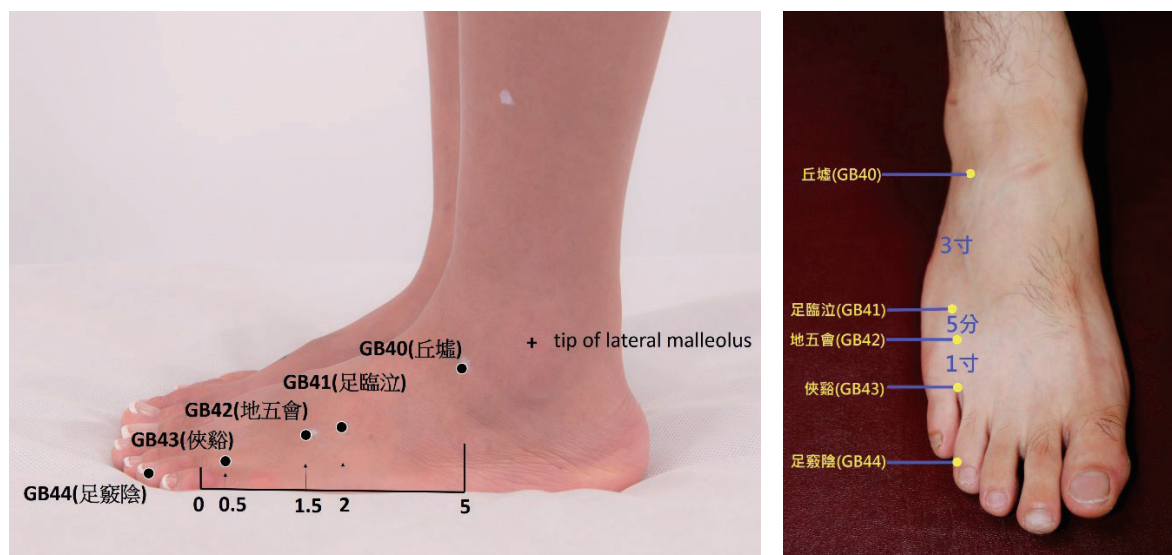 GB40(丘墟)
+ tip of lateral malleolus
GB41(足臨泣)
GB42(地五會)
GB43(俠谿)
GB44(足竅陰)
0 0.5 1.5 2 5
丘墟(GB40)
3寸
足臨泣(GB41)
5分
地五會(GB42)
1寸
俠谿(GB43)
足竅陰(GB44)